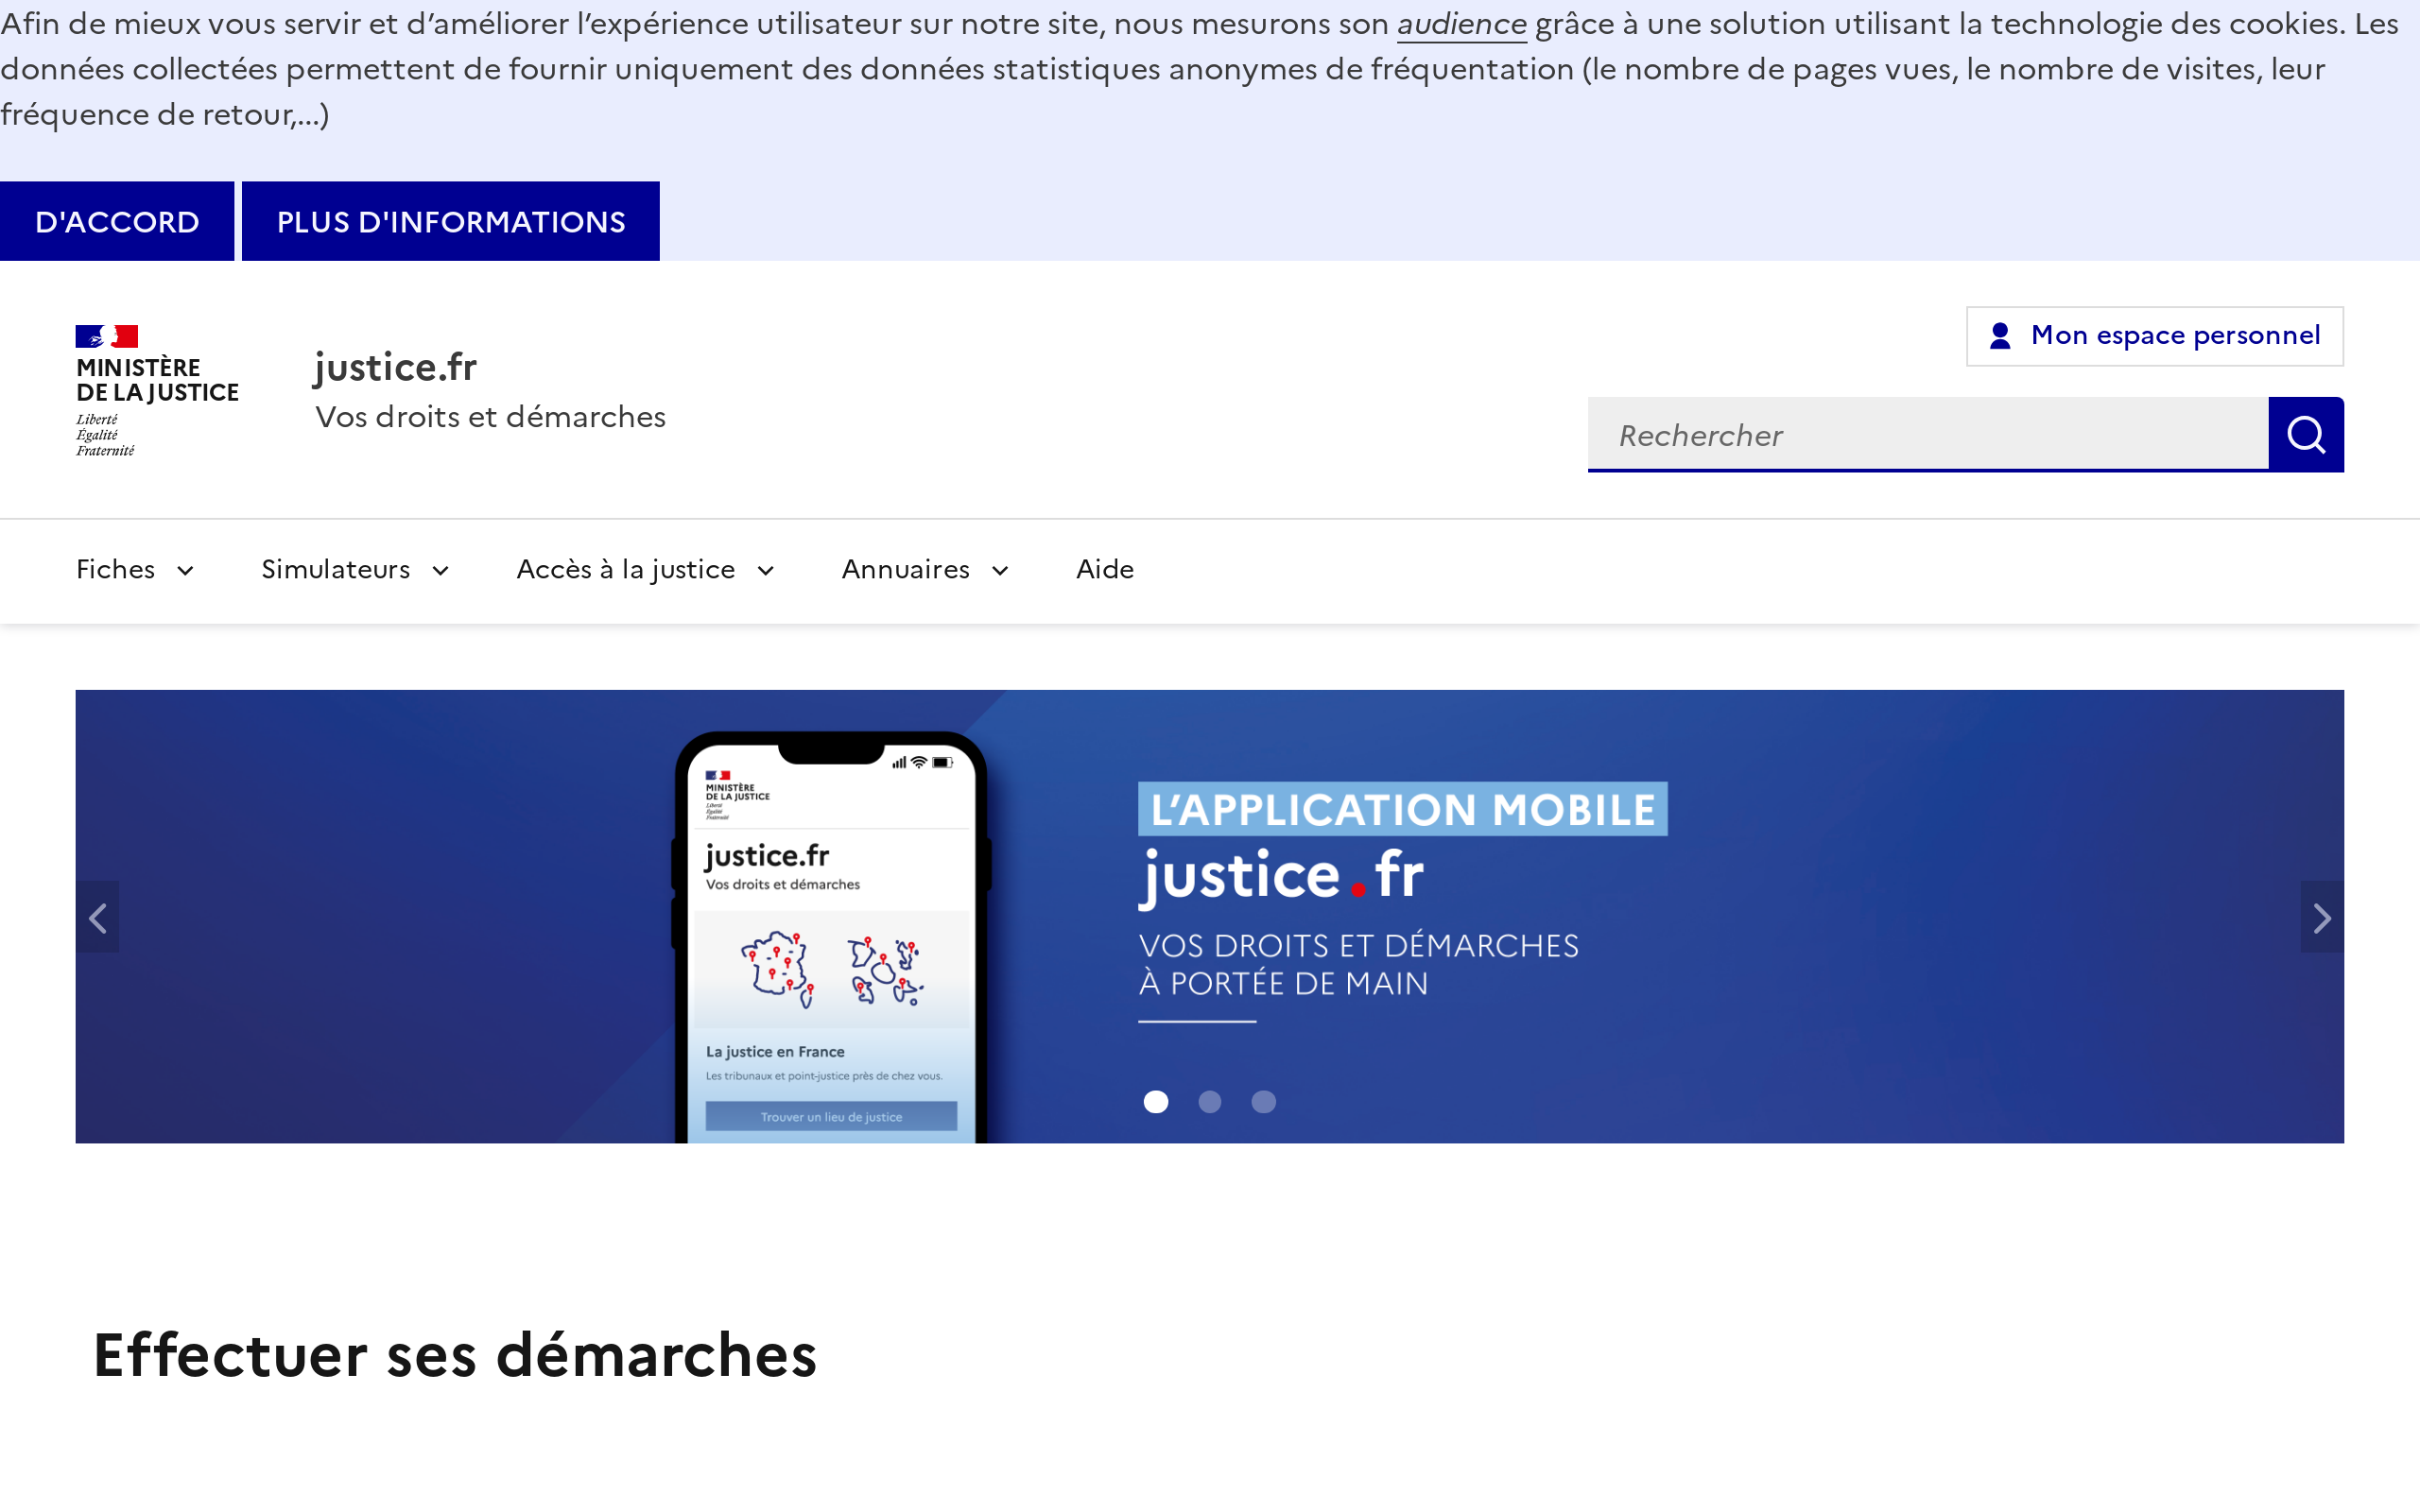 Afin de mieux vous servir et d’améliorer l’expérience utilisateur sur notre site, nous mesurons son audience grâce à une solution utilisant la technologie des cookies. Les
données collectées permettent de fournir uniquement des données statistiques anonymes de fréquentation (le nombre de pages vues, le nombre de visites, leur
fréquence de retour,...)
D'ACCORD
PLUS D'INFORMATIONS
MINISTÈRE
DE LA JUSTICE
Liberté
Égalité
Fraternité
justice.fr
Vos droits et démarches
Mon espace personnel
Rechercher
Fiches
Simulateurs
Accès à la justice
Annuaires
Aide
MINISTÈRE
DE LA JUSTICE
Liberté
Égalité
Fraternité
justice.fr
Vos droits et démarches
La justice en France
Les tribunaux et point-justice près de chez vous.
Trouver un lieu de justice
L’APPLICATION MOBILE
justice.fr
VOS DROITS ET DÉMARCHES
À PORTÉE DE MAIN
Effectuer ses démarches